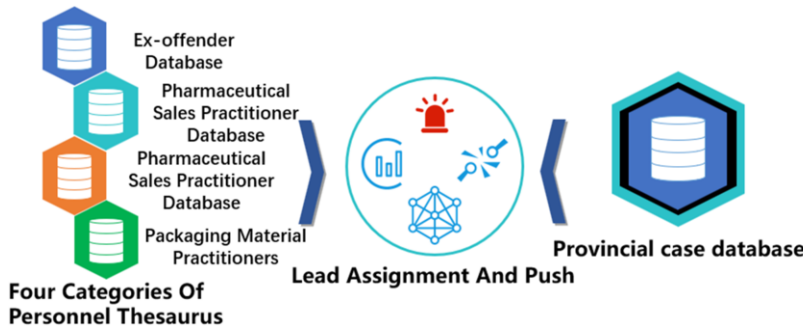 Ex-offender
Database
Pharmaceutical
Sales Practitioner
Database
Pharmaceutical
Sales Practitioner
Database
Packaging Material
Practitioners
Four Categories Of
Personnel Thesaurus
Lead Assignment And Push
Provincial case database